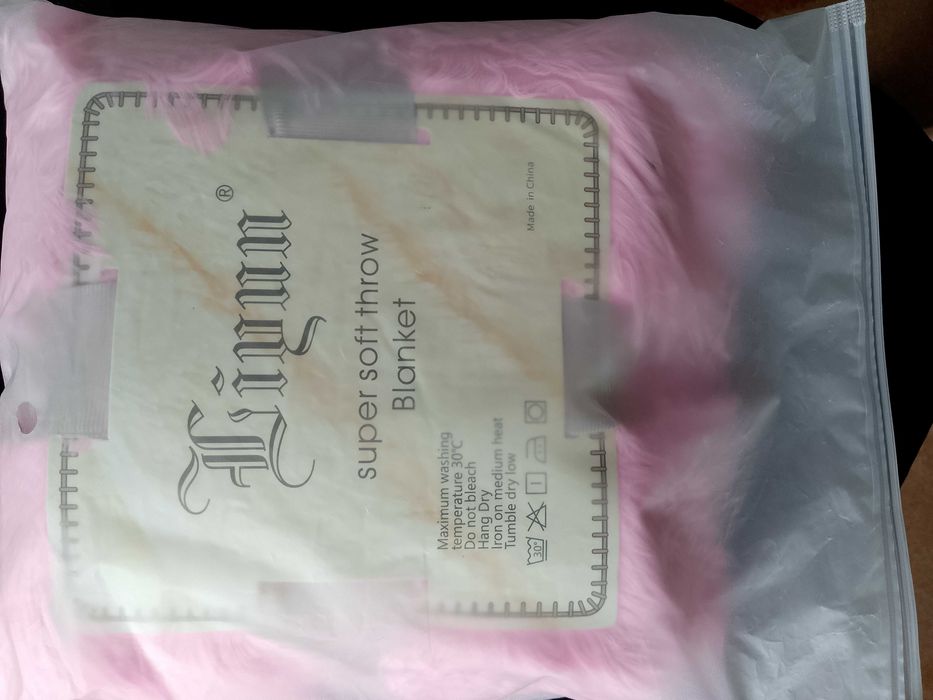 Ligun®
super soft throw
Blanket
Maximum washing
temperature 30℃
Do not bleach
Hang Dry
Iron on medium heat
Tumble dry low
30°
Made in China